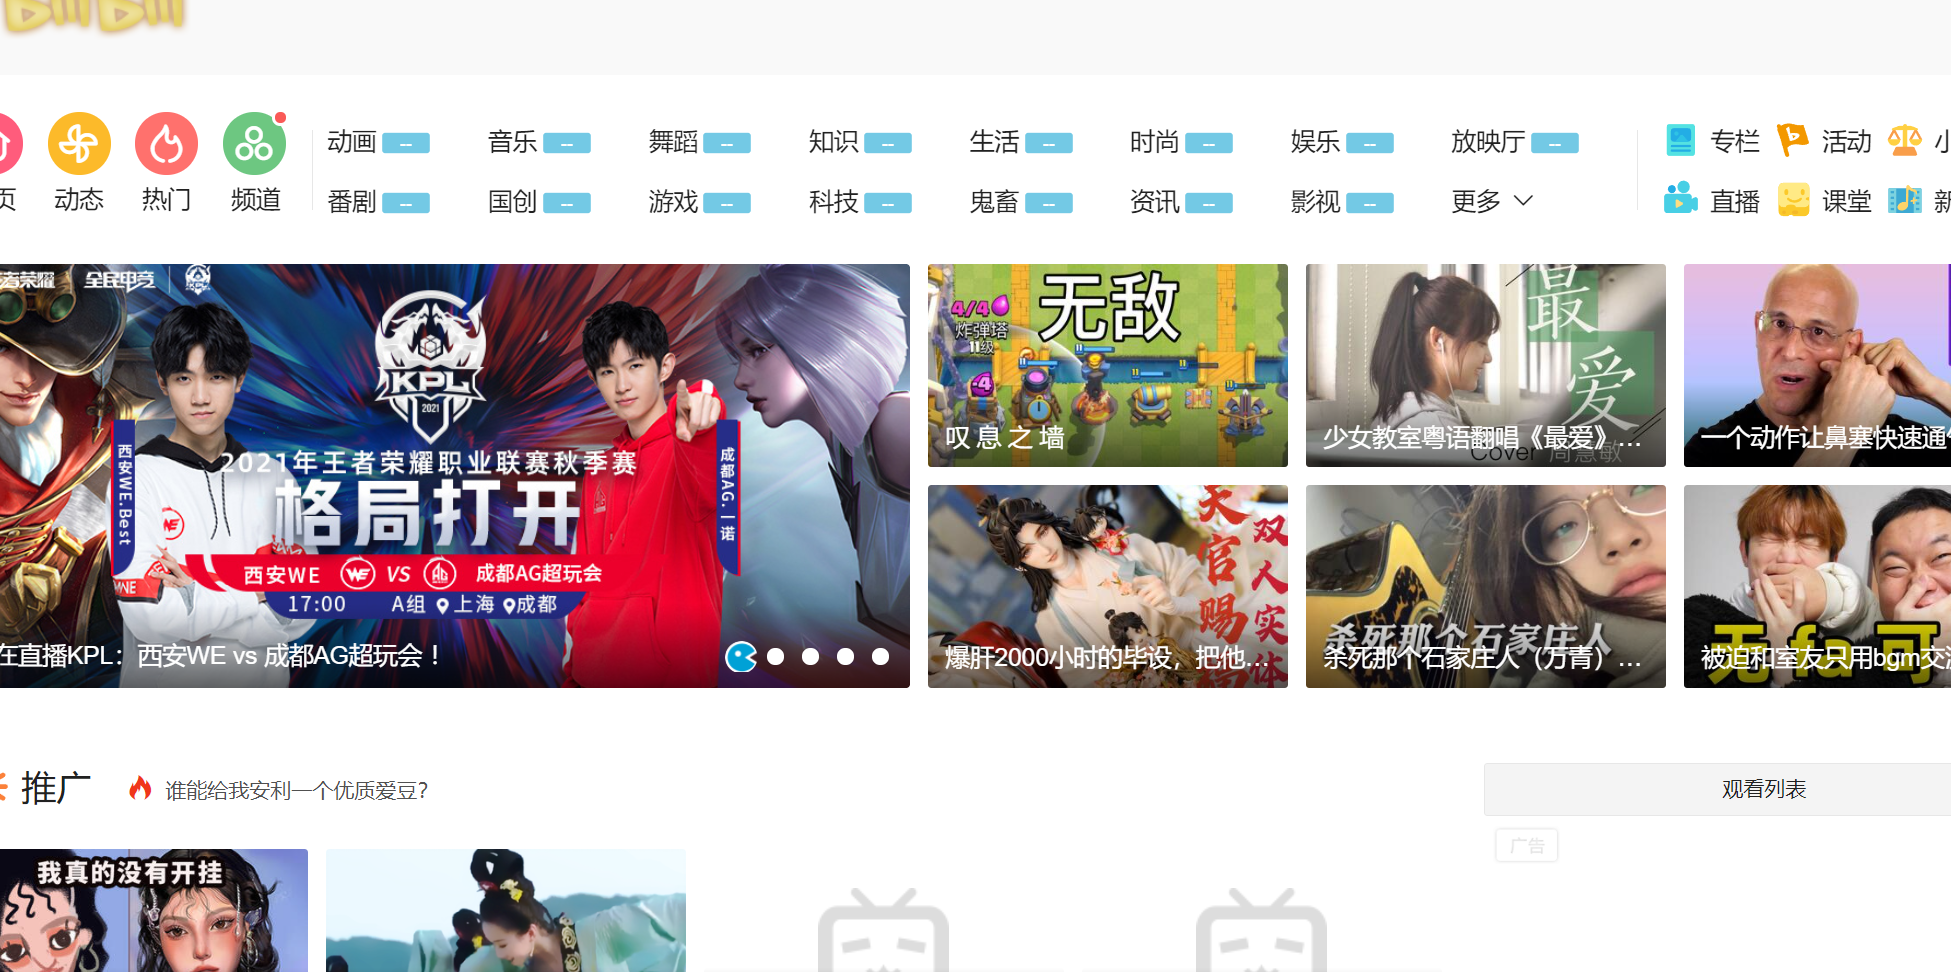 bilibili
动画 --
音乐 --
舞蹈 --
知识 --
生活 --
时尚 --
娱乐 --
放映厅 --
专栏
活动
小
页
动态
热门
频道
番剧 --
国创 --
游戏 --
科技 --
鬼畜 --
资讯 --
影视 --
更多
直播
课堂
新
者荣耀 全民电竞
KPL
2021
西安WE.Best
成都AG.一诺
2021年王者荣耀职业联赛秋季赛
格局打开
西安WE WE VS AG 成都AG超玩会
17:00 A组 上海 成都
在直播KPL：西安WE vs 成都AG超玩会！
无敌
4/4
炸弹塔
11级
-4
叹 息 之 墙
最爱
Cover 周慧敏
少女教室粤语翻唱《最爱》...
一个动作让鼻塞快速通
天官赐福
双人实体
爆肝2000小时的毕设，把他...
杀死那个石家庄人
杀死那个石家庄人（万青）...
无fa可
被迫和室友只用bgm交
推广
谁能给我安利一个优质爱豆?
观看列表
广告
我真的没有开挂